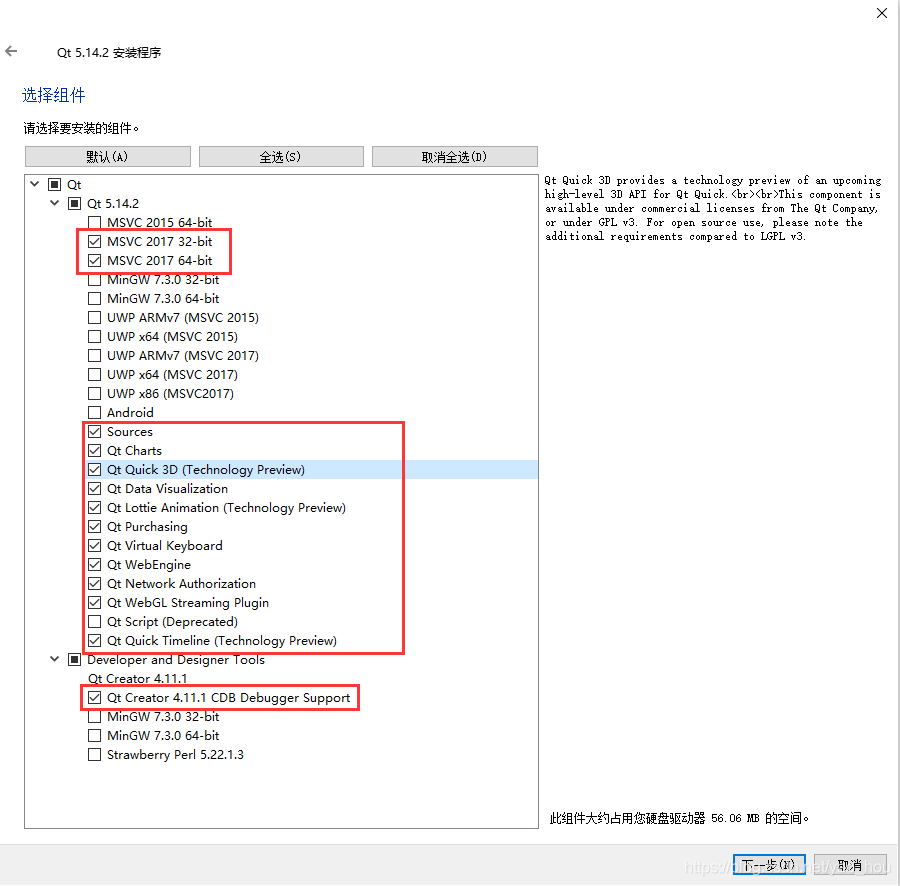 Qt 5.14.2 安装程序
选择组件
请选择要安装的组件。
默认(A) 全选(S) 取消全选(D)
Qt
Qt 5.14.2
MSVC 2015 64-bit
MSVC 2017 32-bit
MSVC 2017 64-bit
MinGW 7.3.0 32-bit
MinGW 7.3.0 64-bit
UWP ARMv7 (MSVC 2015)
UWP x64 (MSVC 2015)
UWP ARMv7 (MSVC 2017)
UWP x64 (MSVC 2017)
UWP x86 (MSVC2017)
Android
Sources
Qt Charts
Qt Quick 3D (Technology Preview)
Qt Data Visualization
Qt Lottie Animation (Technology Preview)
Qt Purchasing
Qt Virtual Keyboard
Qt WebEngine
Qt Network Authorization
Qt WebGL Streaming Plugin
Qt Script (Deprecated)
Qt Quick Timeline (Technology Preview)
Developer and Designer Tools
Qt Creator 4.11.1
Qt Creator 4.11.1 CDB Debugger Support
MinGW 7.3.0 32-bit
MinGW 7.3.0 64-bit
Strawberry Perl 5.22.1.3
Qt Quick 3D provides a technology preview of an upcoming
high-level 3D API for Qt Quick.<br><br>This component is
available under commercial licenses from The Qt Company,
or under GPL v3. For open source use, please note the
additional requirements compared to LGPL v3.
此组件大约占用您硬盘驱动器 56.06 MB 的空间。
下一步(N) 取消